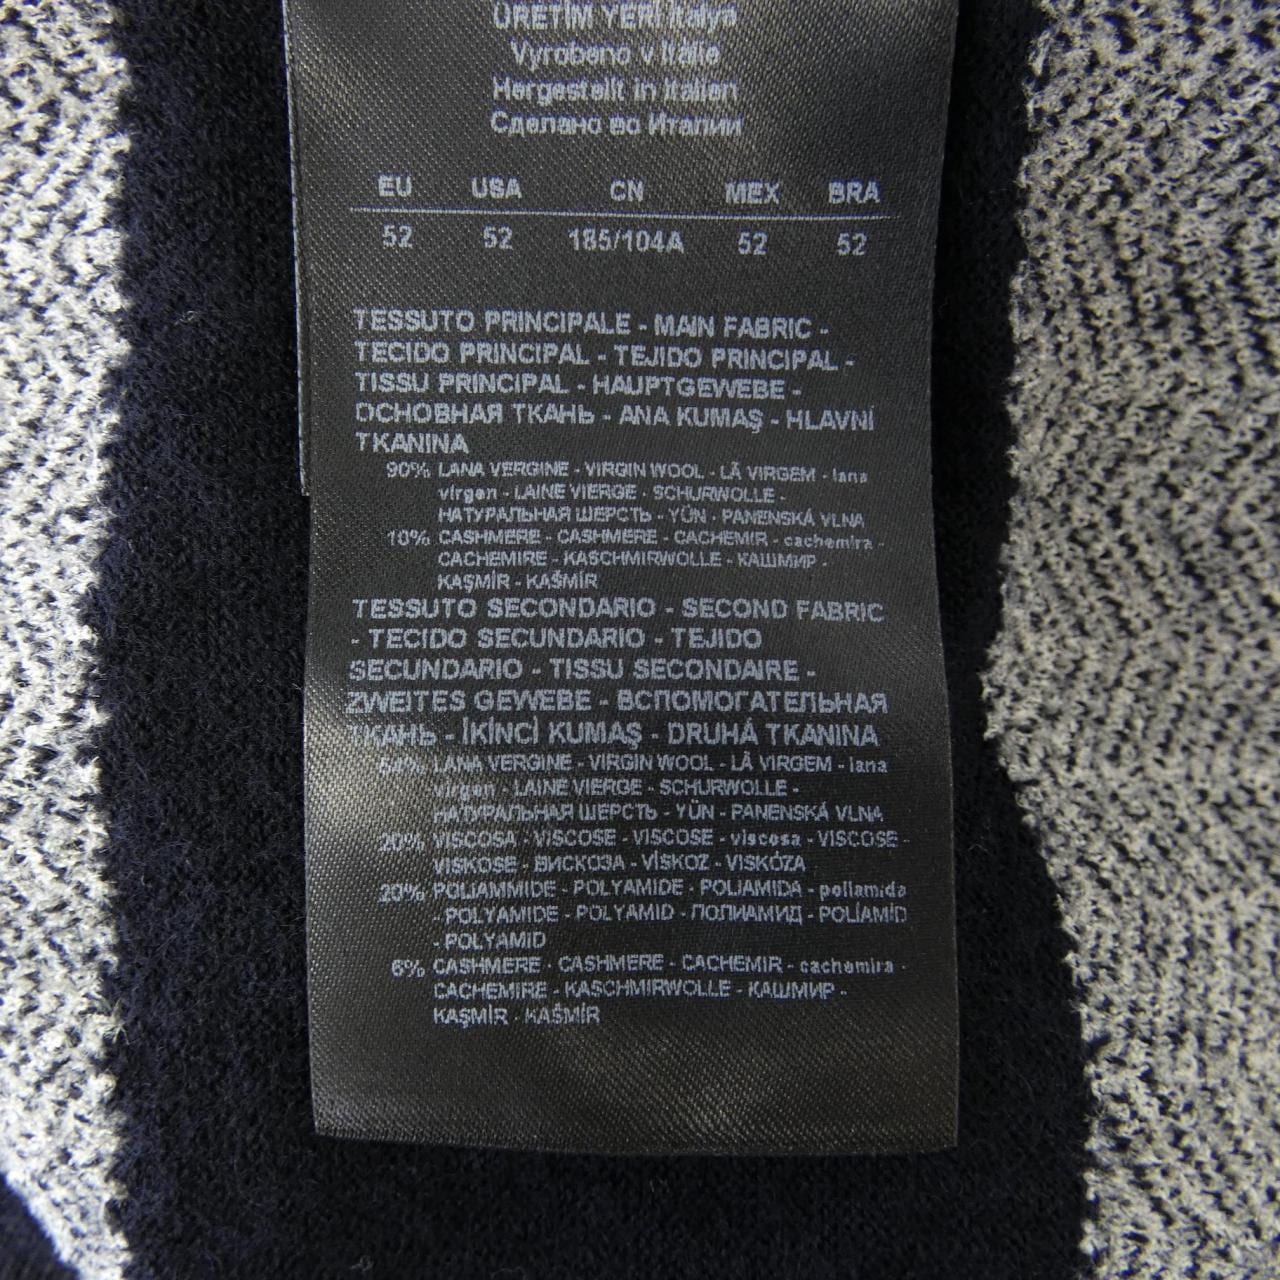 ÜRETİM YERİ İtalya
Vyrobeno v Itálie
Hergestellt in Italien
Сделано во Италии
EU USA CN MEX BRA
52 52 185/104A 52 52
TESSUTO PRINCIPALE - MAIN FABRIC -
TECIDO PRINCIPAL - TEJIDO PRINCIPAL -
TISSU PRINCIPAL - HAUPTGEWEBE -
ОСНОВНАЯ ТКАНЬ - ANA KUMAŞ - HLAVNÍ
TKANINA
90% LANA VERGINE - VIRGIN WOOL - LÃ VIRGEM - lana
virgen - LAINE VIERGE - SCHURWOLLE -
НАТУРАЛЬНАЯ ШЕРСТЬ - YÜN - PANENSKÁ VLNA
10% CASHMERE - CASHMERE - CACHEMIR - cachemira -
CACHEMIRE - KASCHMIRWOLLE - КАШМИР -
KAŞMİR - KAŠMÍR
TESSUTO SECONDARIO - SECOND FABRIC
- TECIDO SECUNDARIO - TEJIDO
SECUNDARIO - TISSU SECONDAIRE -
ZWEITES GEWEBE - ВСПОМОГАТЕЛЬНАЯ
ТКАНЬ - İKİNCİ KUMAŞ - DRUHÁ TKANINA
54% LANA VERGINE - VIRGIN WOOL - LÃ VIRGEM - lana
virgen - LAINE VIERGE - SCHURWOLLE -
НАТУРАЛЬНАЯ ШЕРСТЬ - YÜN - PANENSKÁ VLNA
20% VISCOSA - VISCOSE - VISCOSE - viscosa - VISCOSE -
VISKOSE - ВИСКОЗА - VİSKOZ - VISKÓZA
20% POLIAMMIDE - POLYAMIDE - POLIAMIDA - poliamida
- POLYAMIDE - POLYAMID - ПОЛИАМИД - POLİAMİD
- POLYAMID
6% CASHMERE - CASHMERE - CACHEMIR - cachemira -
CACHEMIRE - KASCHMIRWOLLE - КАШМИР -
KAŞMİR - KAŠMÍR